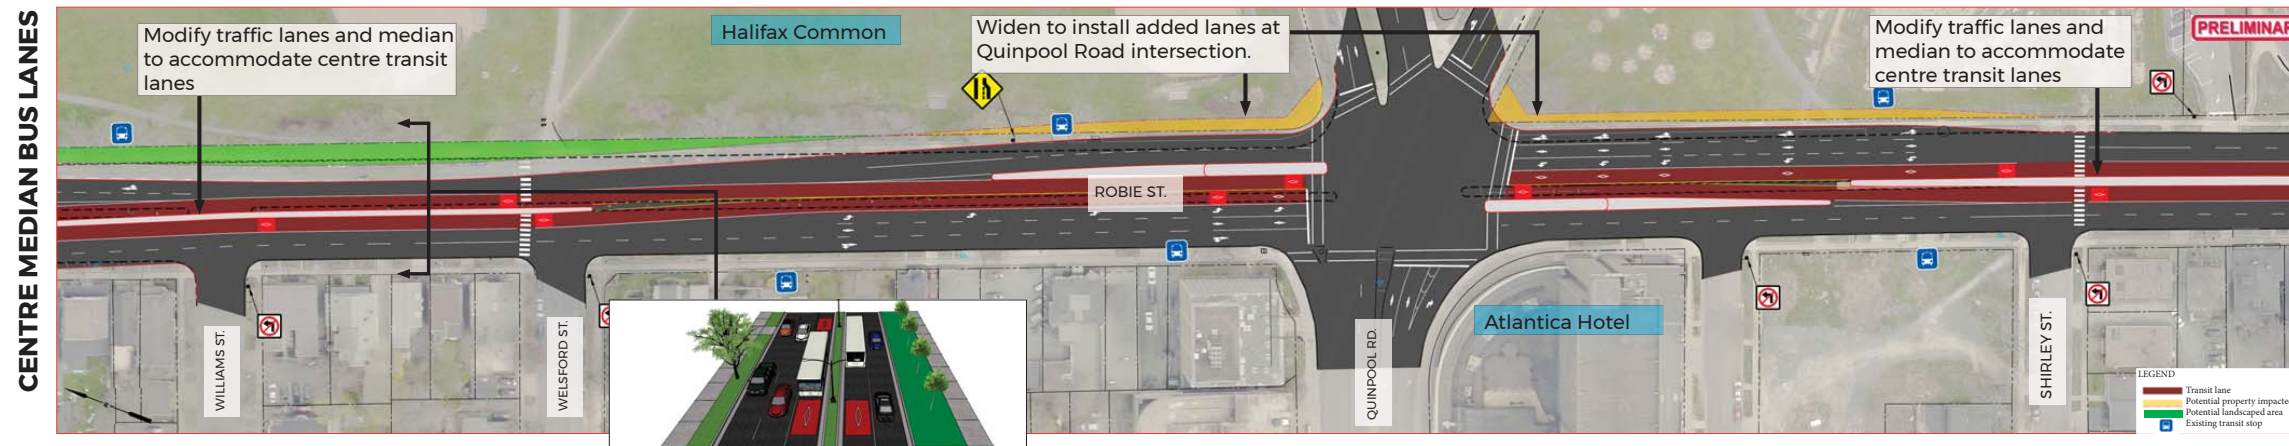 CENTRE MEDIAN BUS LANES
Modify traffic lanes and median
to accommodate centre transit
lanes
Halifax Common
Widen to install added lanes at
Quinpool Road intersection.
Modify traffic lanes and
median to accommodate
centre transit lanes
PRELIMINAR
ROBIE ST.
Atlantica Hotel
WILLIAMS ST.
WELSFORD ST.
QUINPOOL RD.
SHIRLEY ST.
LEGEND
Transit lane
Potential property impacte
Potential landscaped area
Existing transit stop